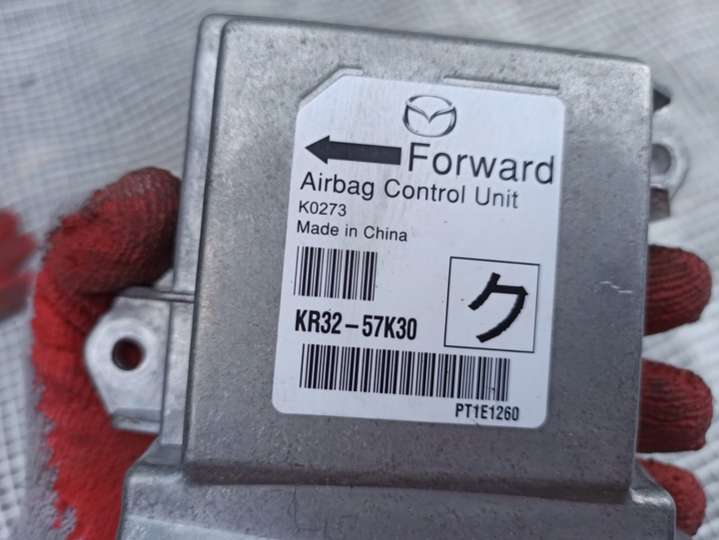 Forward
Airbag Control Unit
K0273
Made in China
ク
KR32-57K30
PT1E1260